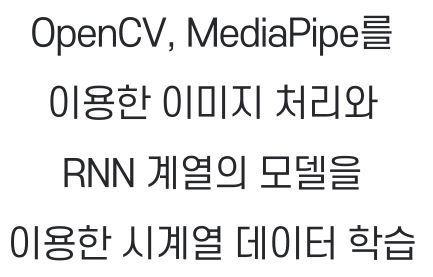 OpenCV, MediaPipe를
이용한 이미지 처리와
RNN 계열의 모델을
이용한 시계열 데이터 학습